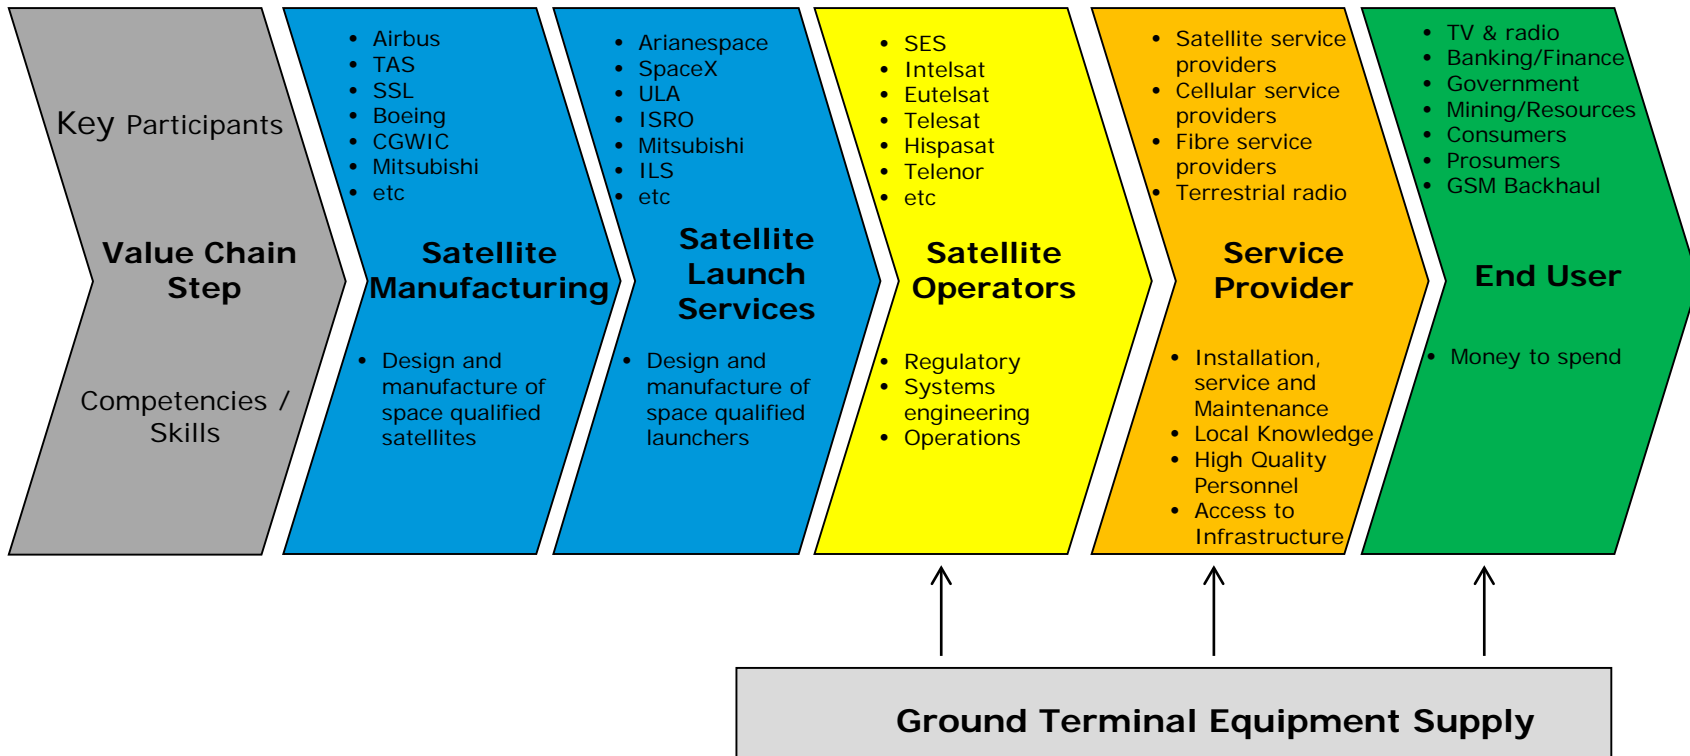 Key Participants
Value Chain
Step
Competencies /
Skills
• Airbus
• TAS
• SSL
• Boeing
• CGWIC
• Mitsubishi
• etc
Satellite
Manufacturing
• Design and
manufacture of
space qualified
satellites
• Arianespace
• SpaceX
• ULA
• ISRO
• Mitsubishi
• ILS
• etc
Satellite
Launch
Services
• Design and
manufacture of
space qualified
launchers
• SES
• Intelsat
• Eutelsat
• Telesat
• Hispasat
• Telenor
• etc
Satellite
Operators
• Regulatory
• Systems
engineering
• Operations
• Satellite service
providers
• Cellular service
providers
• Fibre service
providers
• Terrestrial radio
Service
Provider
• Installation,
service and
Maintenance
• Local Knowledge
• High Quality
Personnel
• Access to
Infrastructure
• TV & radio
• Banking/Finance
• Government
• Mining/Resources
• Consumers
• Prosumers
• GSM Backhaul
End User
• Money to spend
Ground Terminal Equipment Supply